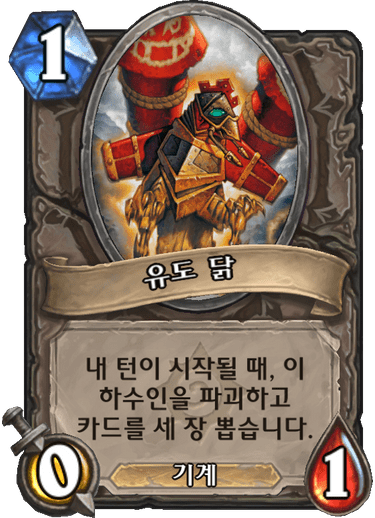 1
유도 닭
내 턴이 시작될 때, 이
하수인을 파괴하고
카드를 세 장 뽑습니다.
0
기계
1